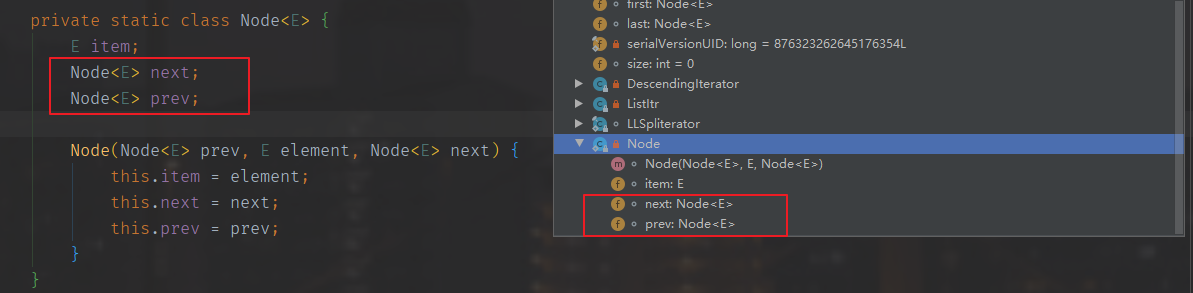 private static class Node<E> {
E item;
Node<E> next;
Node<E> prev;
Node(Node<E> prev, E element, Node<E> next) {
this.item = element;
this.next = next;
this.prev = prev;
}
}
first: Node<E>
last: Node<E>
serialVersionUID: long = 876323262645176354L
size: int = 0
DescendingIterator
ListItr
LLSpliterator
Node
Node(Node<E>, E, Node<E>)
item: E
next: Node<E>
prev: Node<E>